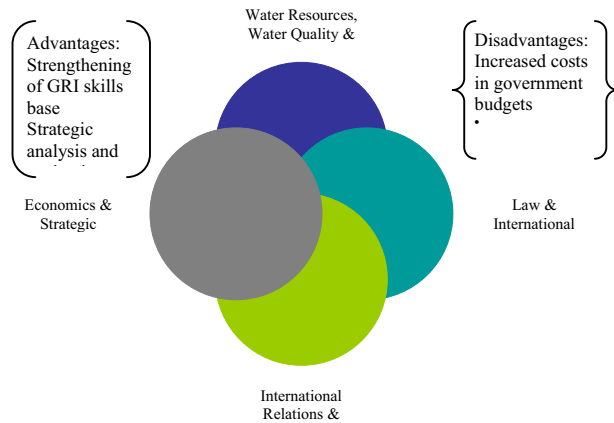 Water Resources,
Water Quality &
Advantages:
Strengthening
of GRI skills
base
Strategic
analysis and
Disadvantages:
Increased costs
in government
budgets
•
Economics &
Strategic
Law &
International
International
Relations &